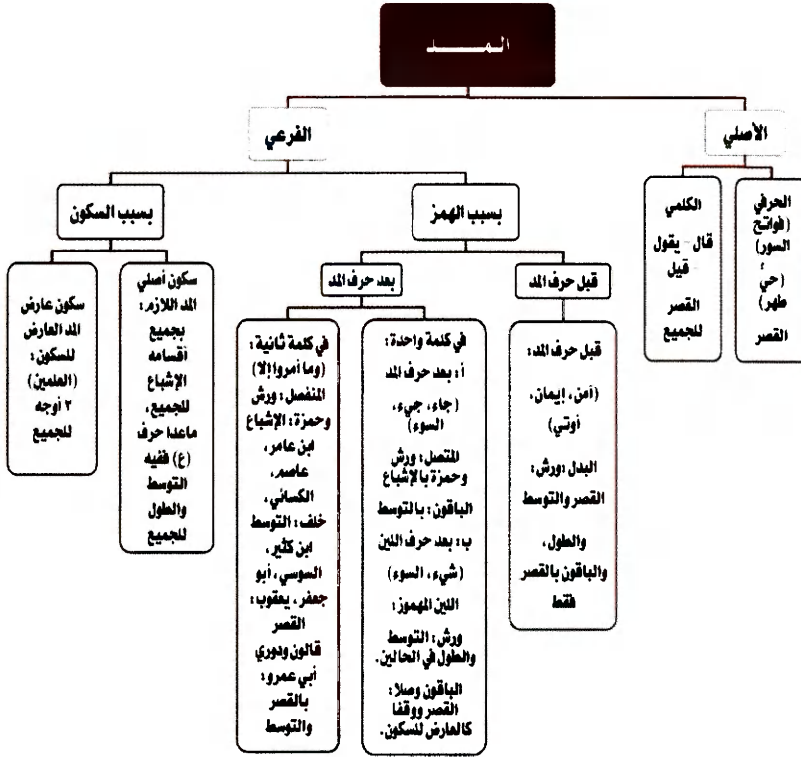 المــــد
الأصلي
الفرعي
الحرفي
(فواتح
السور)
؛
(حي
طهر)
القصر
الكلمي
قال - يقول
- قيل
القصر
للجميع
بسبب الهمز
بسبب السكون
قبل حرف المد
بعد حرف المد
قبل حرف المد:
(آمن، إيمان،
أوتي)
البدل: ورش:
القصر والتوسط
والطول،
والباقون بالقصر
فقط
في كلمة واحدة:
أ: بعد حرف المد
(جاء، جيء،
السوء)
المتصل: ورش
وحمزة بالإشباع
الباقون: بالتوسط
ب: بعد حرف اللين
(شيء، السوء)
اللين المهموز:
ورش: التوسط
والطول في الحالين.
الباقون وصلا:
القصر ووقفا
كالعارض للسكون.
في كلمة ثانية:
(وما أمروا إلا)
المنفصل: ورش
وحمزة: الإشباع
ابن عامر،
عاصم،
الكسائي،
خلف: التوسط
ابن كثير،
السوسي، أبو
جعفر، يعقوب:
القصر
قالون ودوري
أبي عمرو:
بالقصر
والتوسط
سكون أصلي
المد اللازم:
بجميع
أقسامه
الإشباع
للجميع،
ماعدا حرف
(ع) ففيه
التوسط
والطول
للجميع
سكون عارض
المد العارض
للسكون:
(العلمين)
٣ أوجه
للجميع